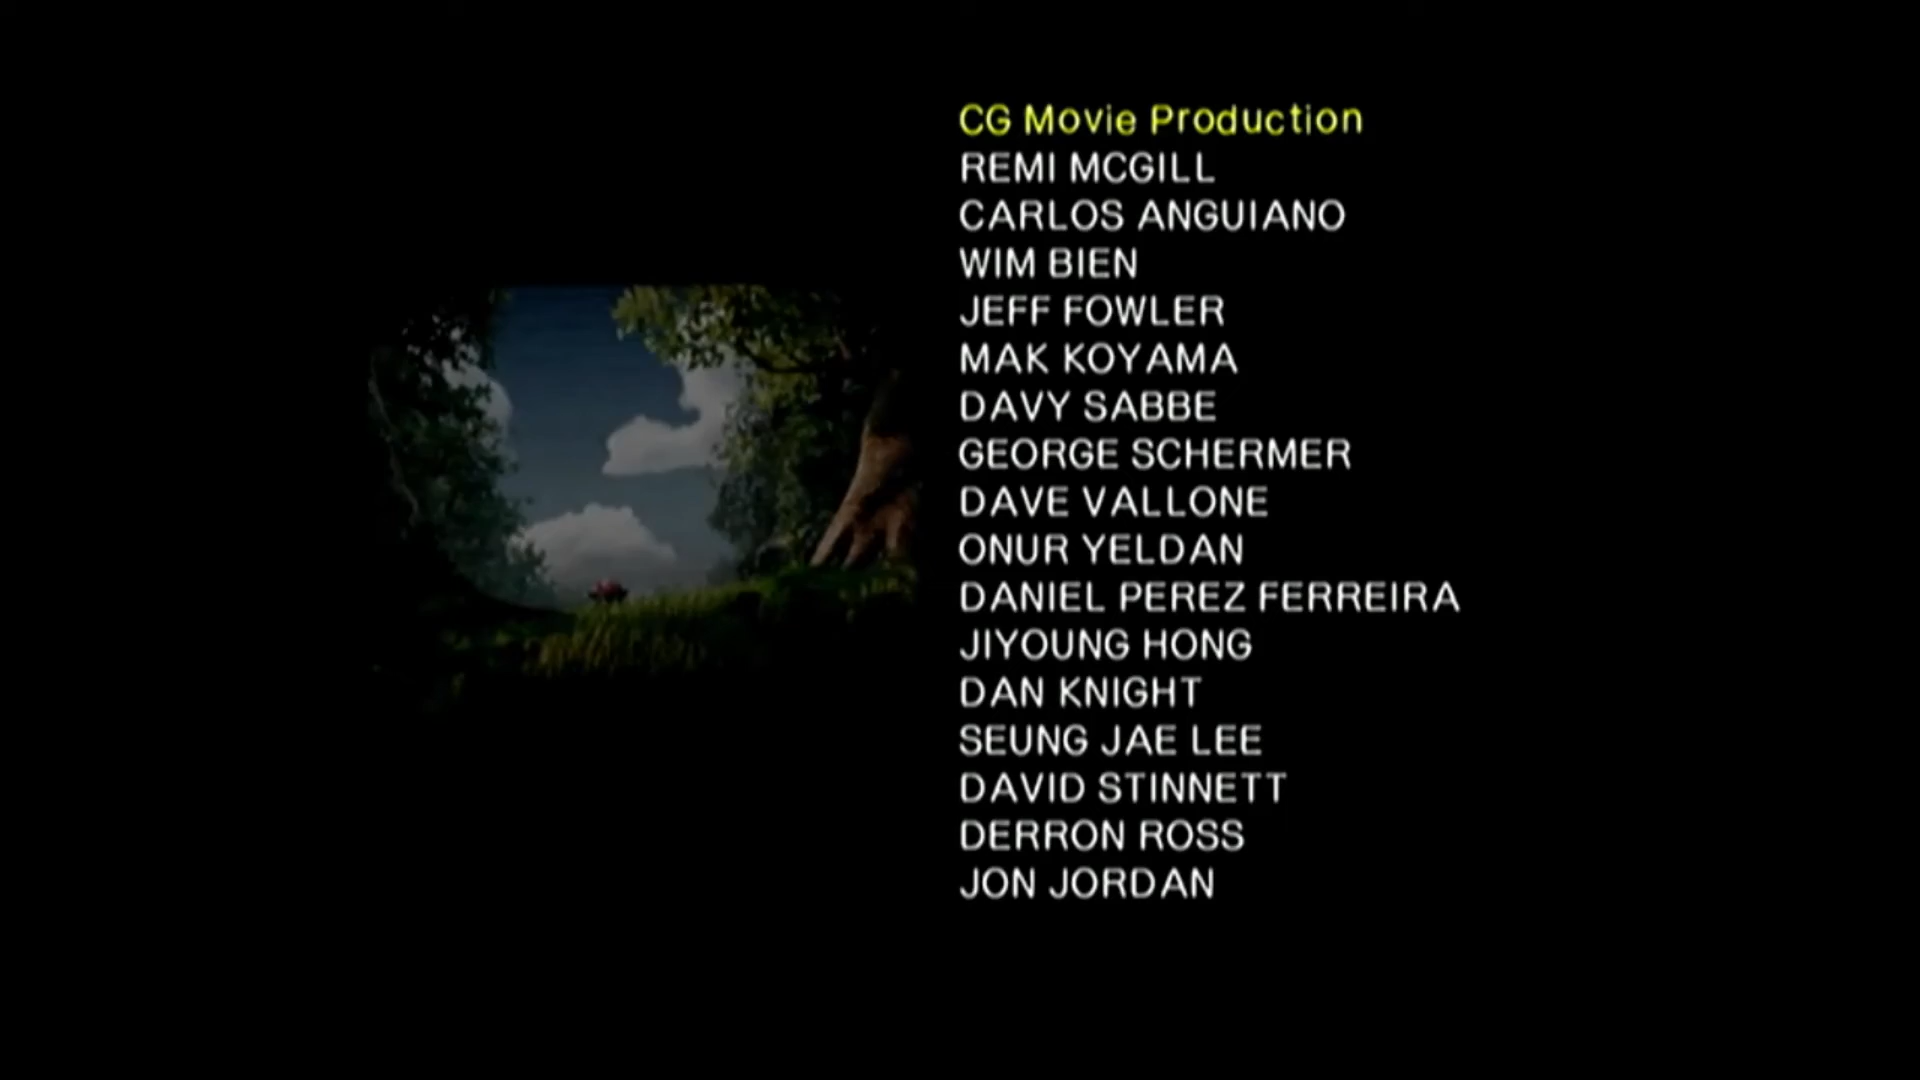 CG Movie Production
REMI MCGILL
CARLOS ANGUIANO
WIM BIEN
JEFF FOWLER
MAK KOYAMA
DAVY SABBE
GEORGE SCHERMER
DAVE VALLONE
ONUR YELDAN
DANIEL PEREZ FERREIRA
JIYOUNG HONG
DAN KNIGHT
SEUNG JAE LEE
DAVID STINNETT
DERRON ROSS
JON JORDAN